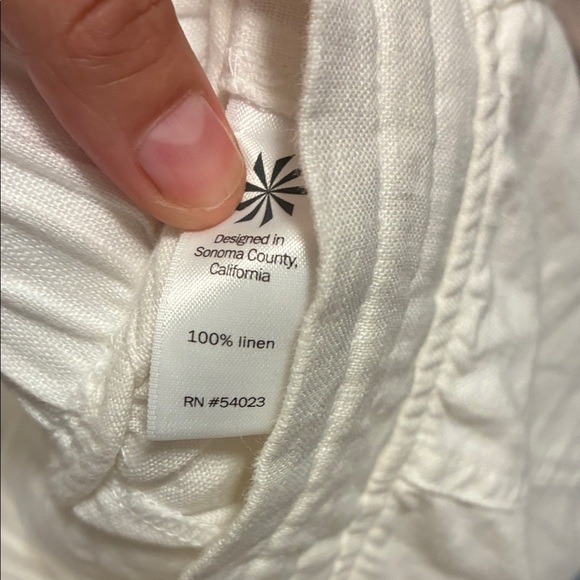 Designed in
Sonoma County,
California
100% linen
RN #54023